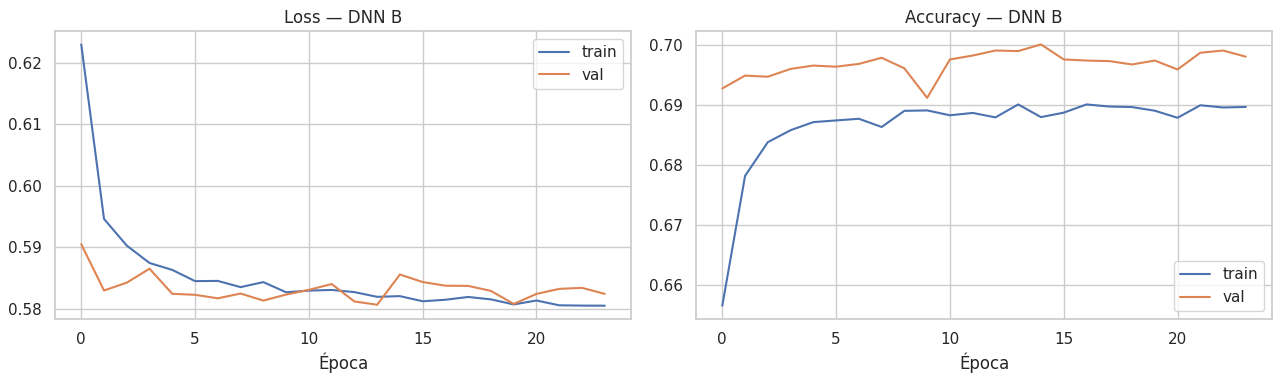 Loss — DNN B
0.62
0.61
0.60
0.59
0.58
0
5
10
15
20
Época
train
val
Accuracy — DNN B
0.70
0.69
0.68
0.67
0.66
0
5
10
15
20
Época
train
val